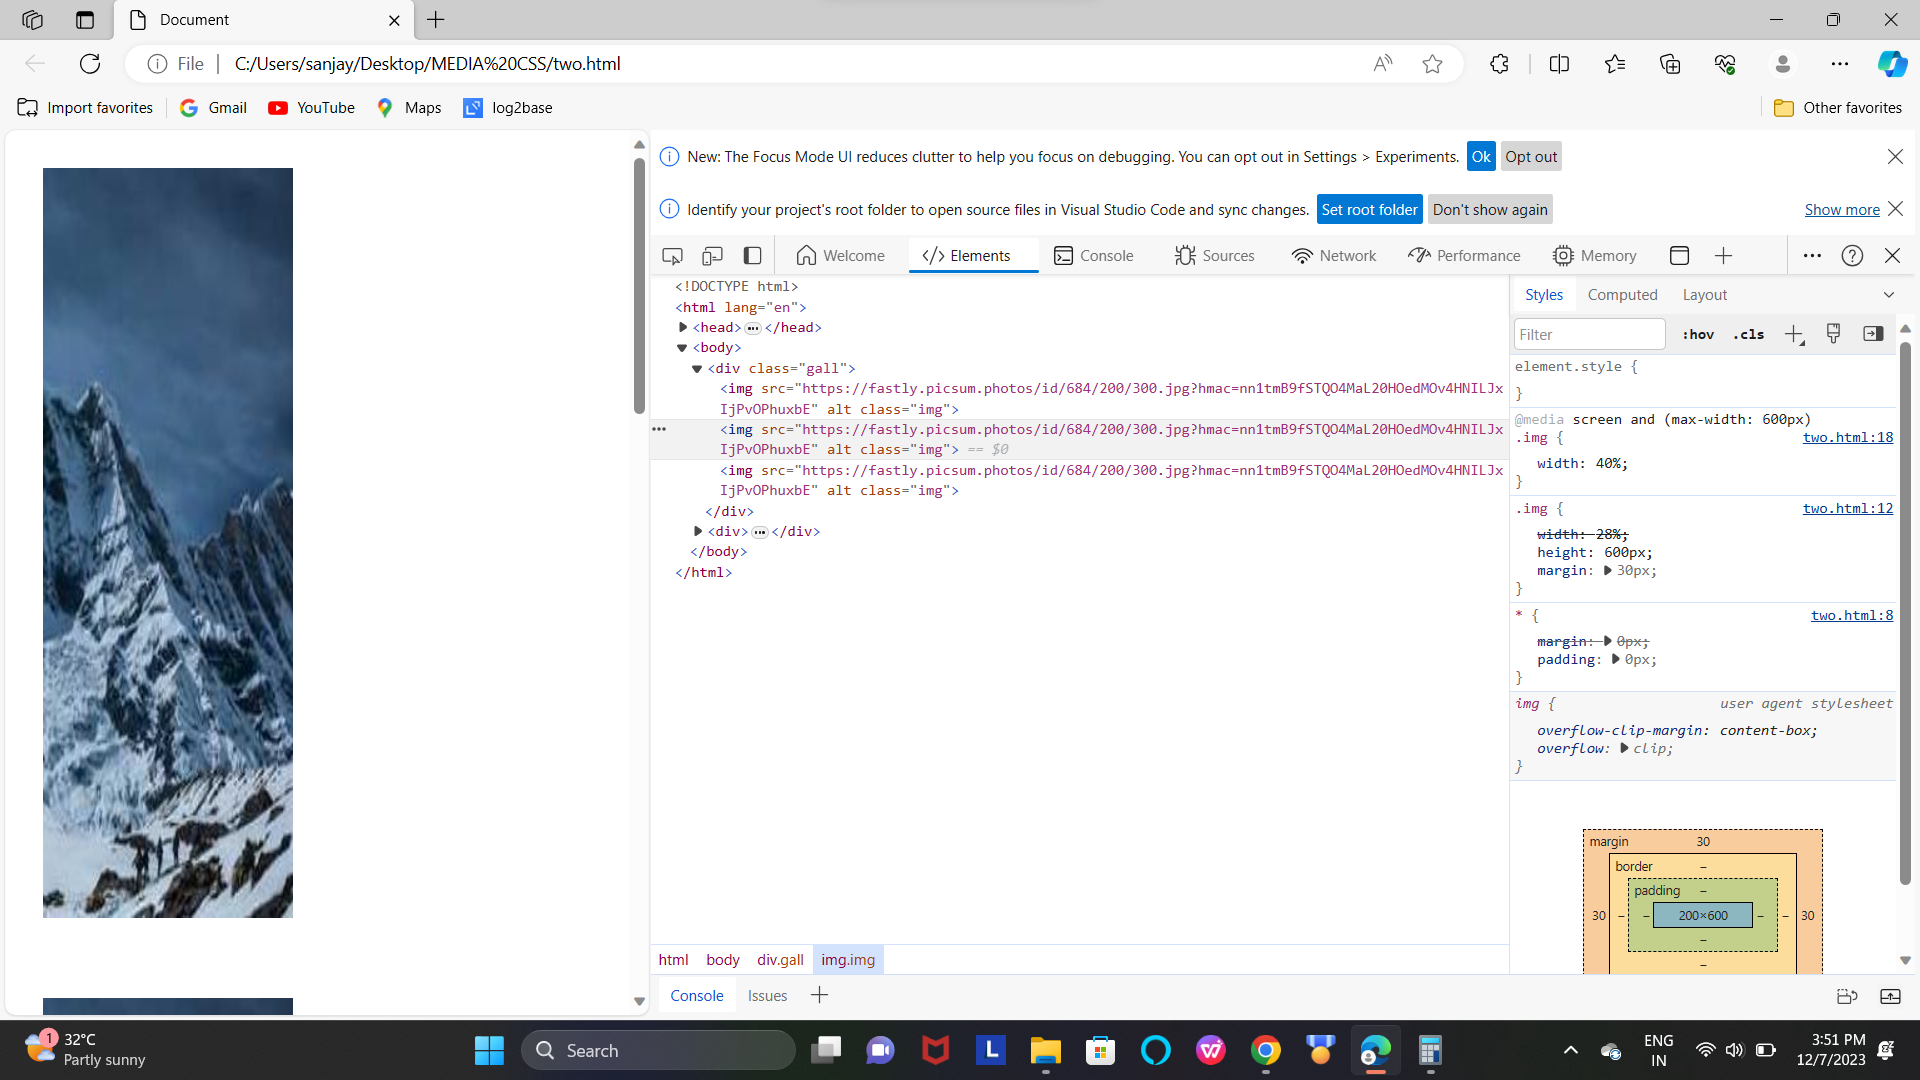 Document
File
C:/Users/sanjay/Desktop/MEDIA%20CSS/two.html
Import favorites
Gmail
YouTube
Maps
log2base
Other favorites
New: The Focus Mode UI reduces clutter to help you focus on debugging. You can opt out in Settings > Experiments.
Ok
Opt out
Identify your project's root folder to open source files in Visual Studio Code and sync changes.
Set root folder
Don't show again
Show more
Welcome
</> Elements
Console
Sources
Network
Performance
Memory
<!DOCTYPE html>
<html lang="en">
<head> ••• </head>
<body>
<div class="gall">
<img src="https://fastly.picsum.photos/id/684/200/300.jpg?hmac=nn1tmB9fSTQO4MaL20HOedMOv4HNILJx
IjPvOPhuxbE" alt class="img">
••• <img src="https://fastly.picsum.photos/id/684/200/300.jpg?hmac=nn1tmB9fSTQO4MaL20HOedMOv4HNILJx
IjPvOPhuxbE" alt class="img"> == $0
<img src="https://fastly.picsum.photos/id/684/200/300.jpg?hmac=nn1tmB9fSTQO4MaL20HOedMOv4HNILJx
IjPvOPhuxbE" alt class="img">
</div>
<div> ••• </div>
</body>
</html>
Styles
Computed
Layout
Filter
:hov
.cls
element.style {
}
@media screen and (max-width: 600px)
.img {
two.html:18
width: 40%;
}
.img {
two.html:12
width: 28%;
height: 600px;
margin: 30px;
}
* {
two.html:8
margin: 0px;
padding: 0px;
}
img {
user agent stylesheet
overflow-clip-margin: content-box;
overflow: clip;
}
margin
30
border
–
padding
–
30
–
–
200×600
–
–
30
–
–
html
body
div.gall
img.img
Console
Issues
1
32°C
Partly sunny
Search
L
ENG
IN
3:51 PM
12/7/2023